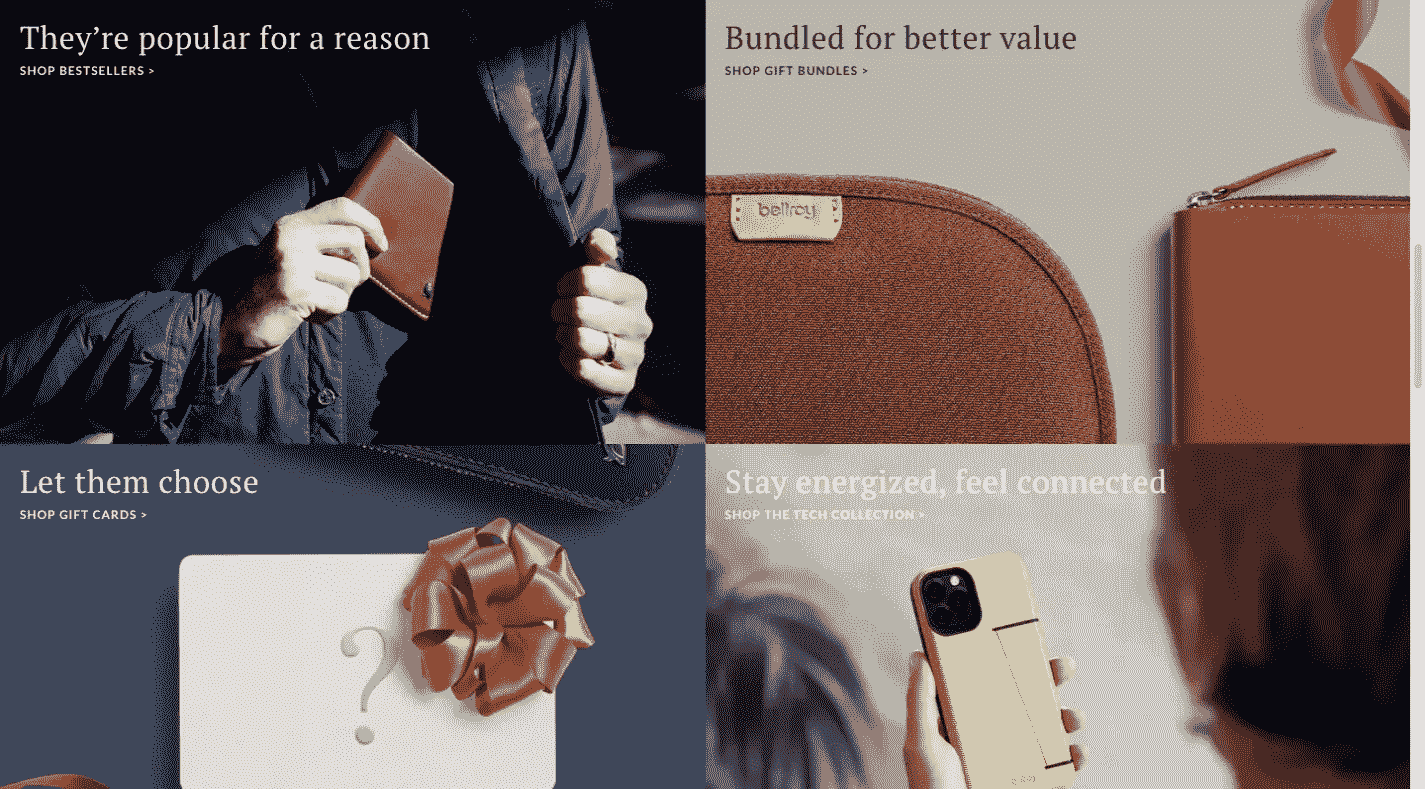 They’re popular for a reason
SHOP BESTSELLERS >
Bundled for better value
SHOP GIFT BUNDLES >
bellroy
Let them choose
SHOP GIFT CARDS >
?
Stay energized, feel connected
SHOP THE TECH COLLECTION >